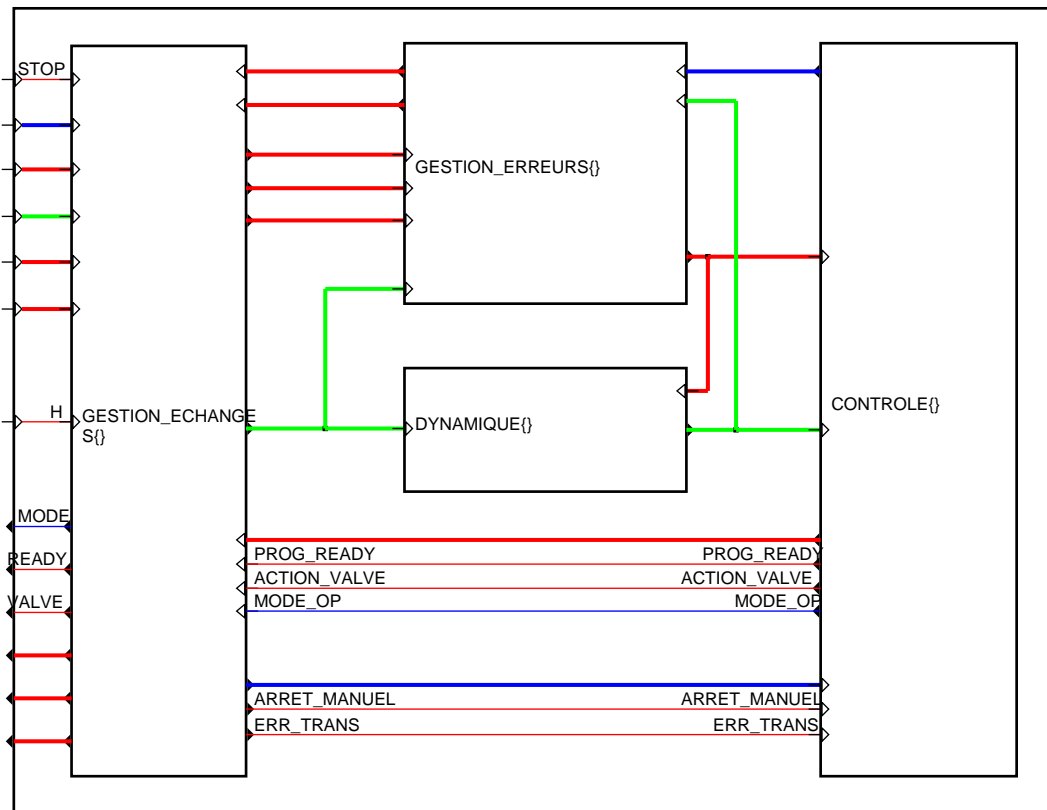 STOP
GESTION_ERREURS{}
H
GESTION_ECHANGE
S{}
DYNAMIQUE{}
CONTROLE{}
MODE
READY
PROG_READY
PROG_READY
ACTION_VALVE
ACTION_VALVE
VALVE
MODE_OP
MODE_OP
ARRET_MANUEL
ARRET_MANUEL
ERR_TRANS
ERR_TRANS